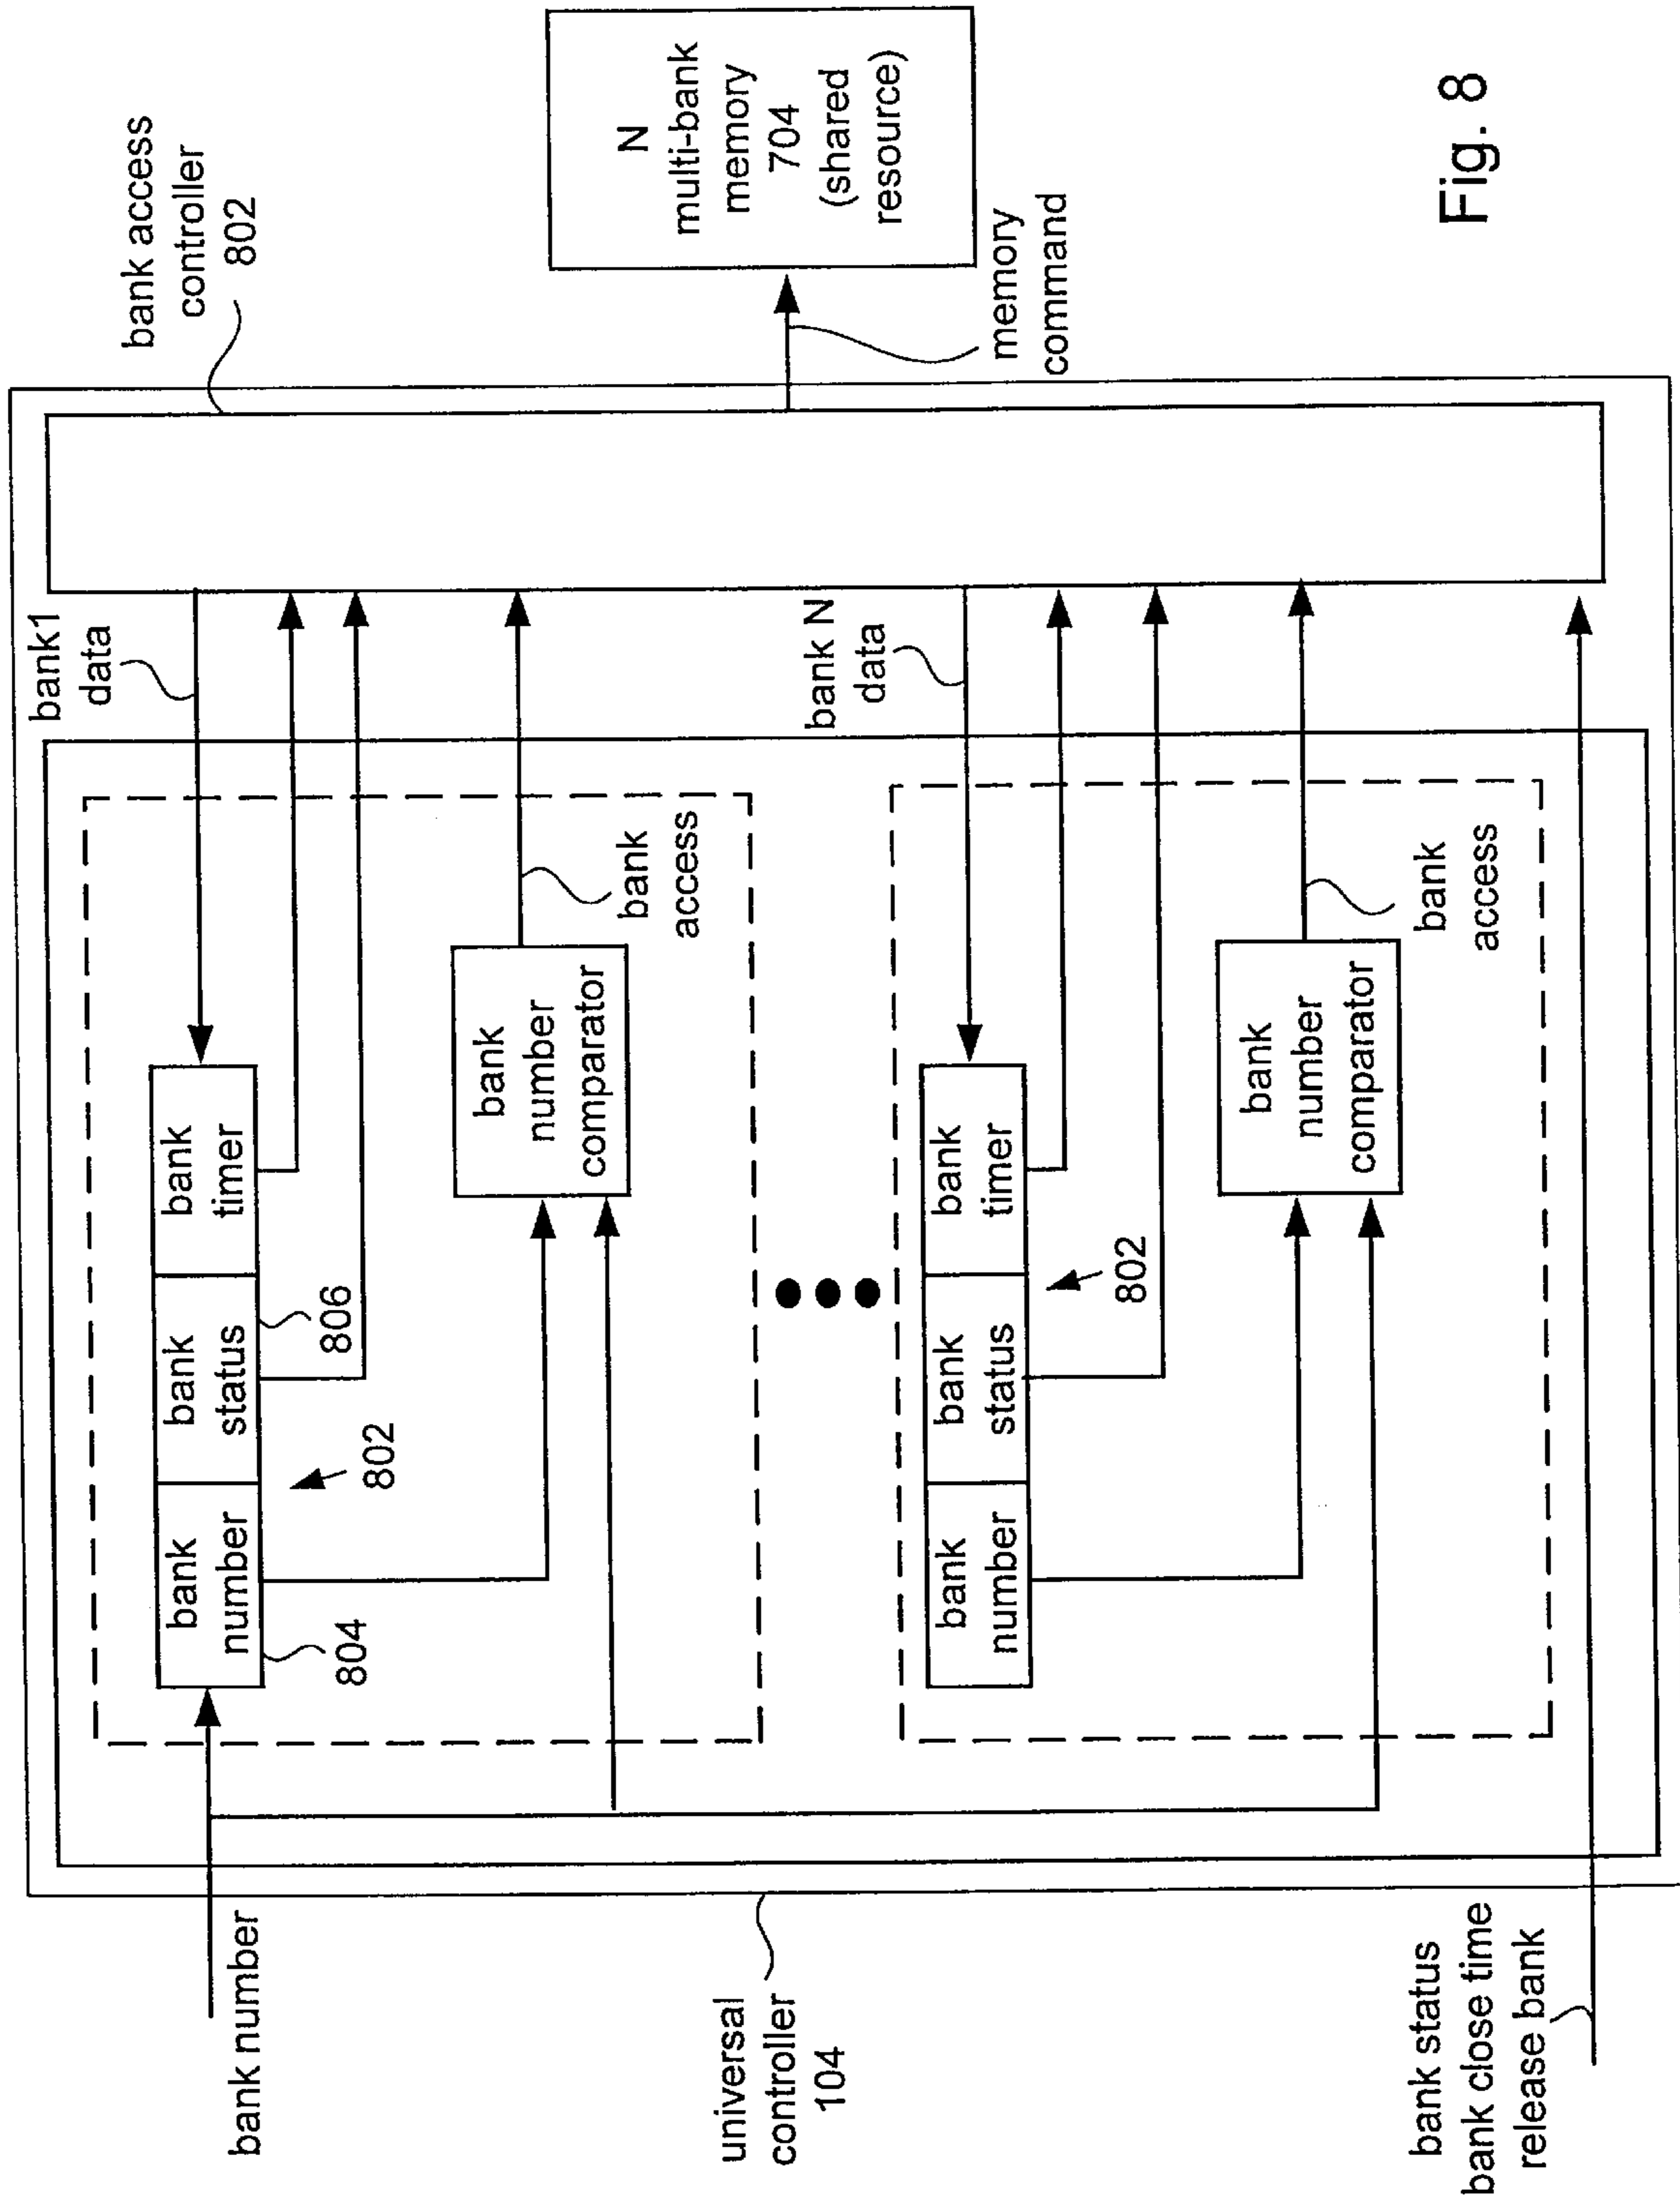 bank access
controller
802
N
multi-bank
memory
704
(shared
resource)
memory
command
bank1
data
bank N
data
bank
number
804
bank
status
806
bank
timer
802
bank
number
comparator
bank
access
bank
number
bank
status
bank
timer
802
bank
number
comparator
bank
access
bank number
universal
controller
104
bank status
bank close time
release bank
Fig. 8